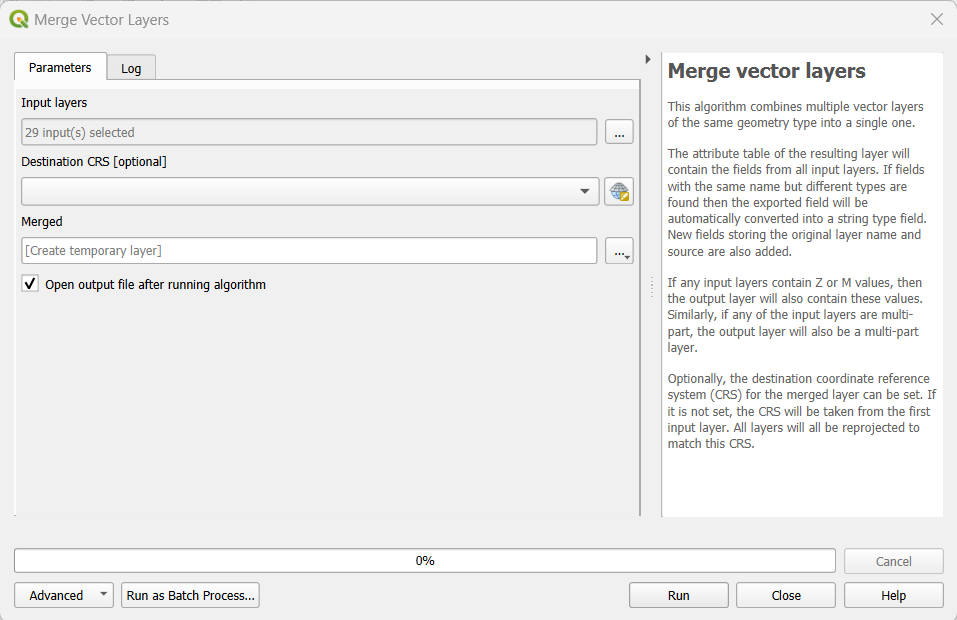 Merge Vector Layers
Parameters
Log
Input layers
29 input(s) selected
...
Destination CRS [optional]
Merged
[Create temporary layer]
...
Open output file after running algorithm
Merge vector layers
This algorithm combines multiple vector layers
of the same geometry type into a single one.
The attribute table of the resulting layer will
contain the fields from all input layers. If fields
with the same name but different types are
found then the exported field will be
automatically converted into a string type field.
New fields storing the original layer name and
source are also added.
If any input layers contain Z or M values, then
the output layer will also contain these values.
Similarly, if any of the input layers are multi-
part, the output layer will also be a multi-part
layer.
Optionally, the destination coordinate reference
system (CRS) for the merged layer can be set. If
it is not set, the CRS will be taken from the first
input layer. All layers will all be reprojected to
match this CRS.
0%
Cancel
Advanced
Run as Batch Process...
Run
Close
Help